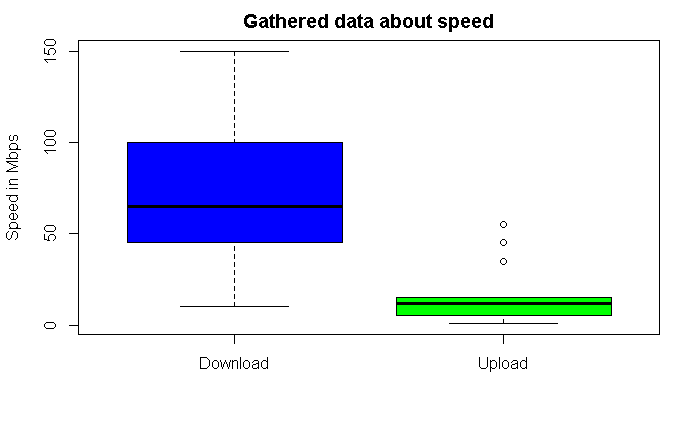 Gathered data about speed
Speed in Mbps
150
100
50
0
Download
Upload